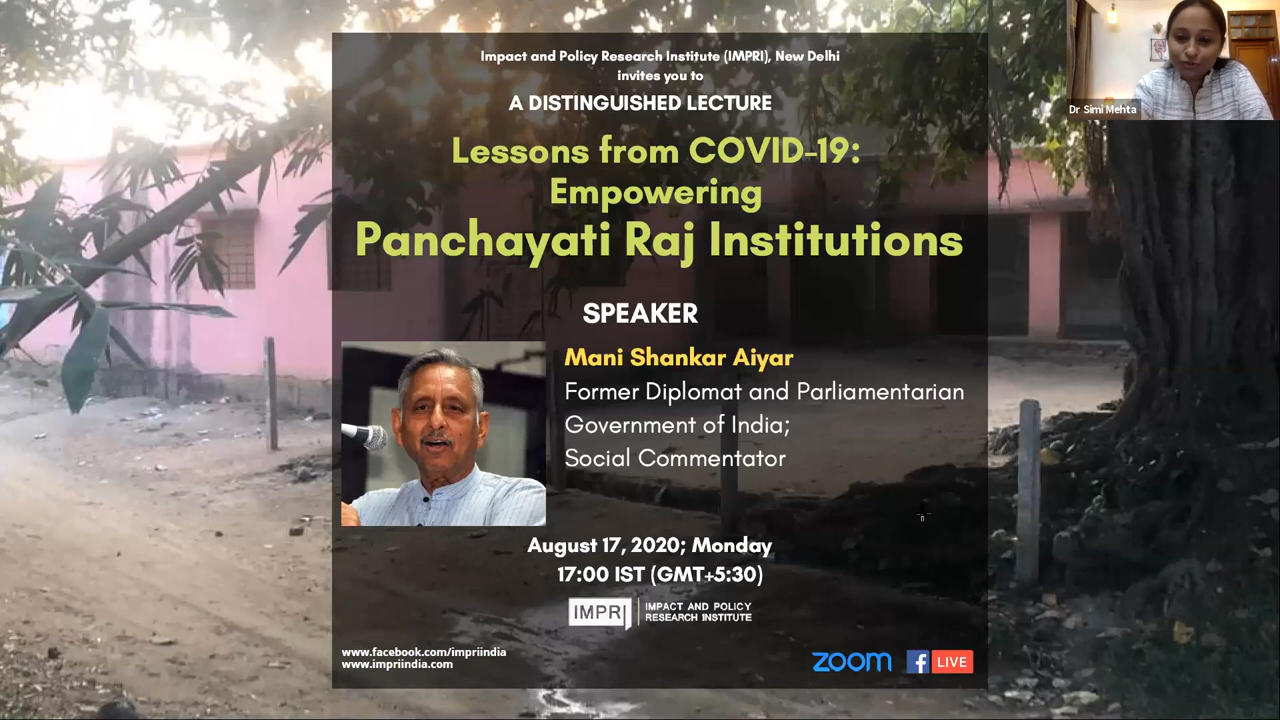 Impact and Policy Research Institute (IMPRI), New Delhi
invites you to
A DISTINGUISHED LECTURE
Lessons from COVID-19:
Empowering
Panchayati Raj Institutions
SPEAKER
Mani Shankar Aiyar
Former Diplomat and Parliamentarian
Government of India;
Social Commentator
August 17, 2020; Monday
17:00 IST (GMT+5:30)
IMPRI
IMPACT AND POLICY
RESEARCH INSTITUTE
www.facebook.com/impriindia
www.impriindia.com
zoom
f LIVE
Dr Simi Mehta